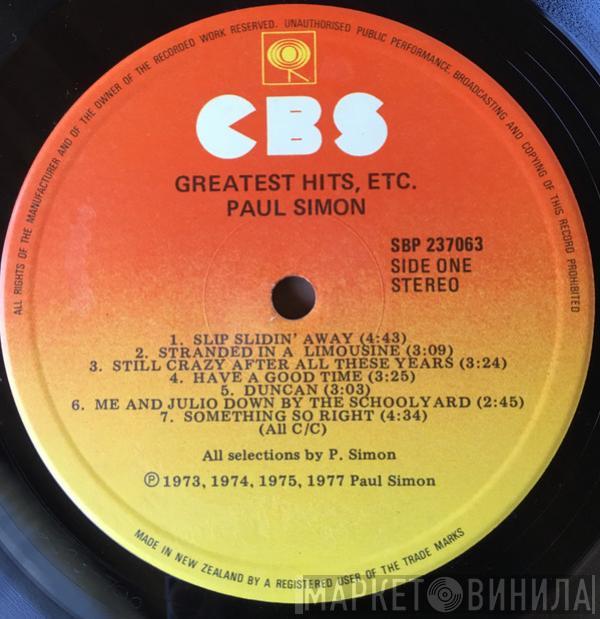 ALL RIGHTS OF THE MANUFACTURER AND OF THE OWNER OF THE RECORDED WORK RESERVED. UNAUTHORISED PUBLIC PERFORMANCE, BROADCASTING AND COPYING OF THIS RECORD PROHIBITED
CBS
GREATEST HITS, ETC.
PAUL SIMON
SBP 237063
SIDE ONE
STEREO
1. SLIP SLIDIN' AWAY (4:43)
2. STRANDED IN A LIMOUSINE (3:09)
3. STILL CRAZY AFTER ALL THESE YEARS (3:24)
4. HAVE A GOOD TIME (3:25)
5. DUNCAN (3:03)
6. ME AND JULIO DOWN BY THE SCHOOLYARD (2:45)
7. SOMETHING SO RIGHT (4:34)
(All C/C)
All selections by P. Simon
℗ 1973, 1974, 1975, 1977 Paul Simon
MADE IN NEW ZEALAND BY A REGISTERED USER OF THE TRADE MARKS
МАРКЕТ ВИНИЛА